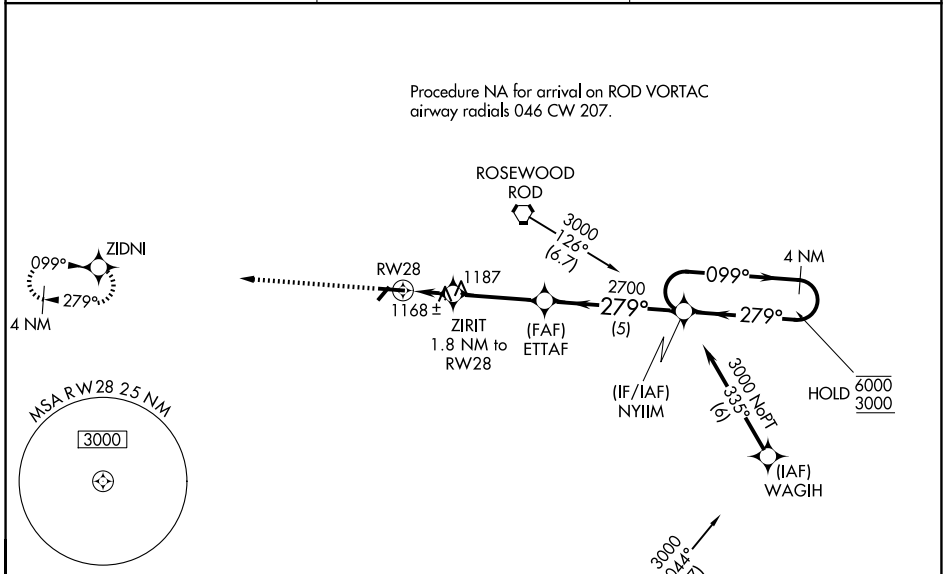 Procedure NA for arrival on ROD VORTAC
airway radials 046 CW 207.
ROSEWOOD
ROD
3000
126°
(6.7)
ZIDNI
099°
279°
4 NM
RW28
1187
1168 ±
ZIRIT
1.8 NM to
RW28
(FAF)
ETTAF
2700
279°
(5)
099°
4 NM
279°
(IF/IAF)
NYIIM
HOLD
6000
3000
3000 NoPT
335°
(6)
(IAF)
WAGIH
MSA RW28 25 NM
3000
3000
044°